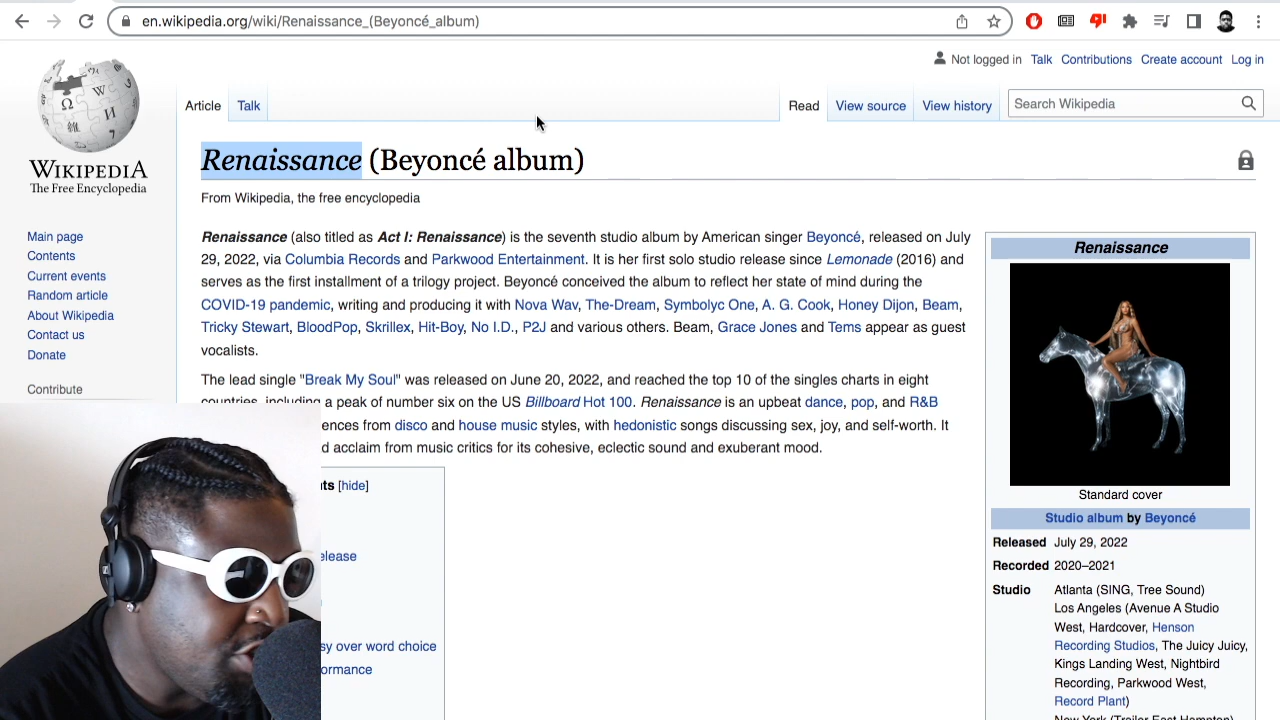 en.wikipedia.org/wiki/Renaissance_(Beyoncé_album)
Not logged in Talk Contributions Create account Log in
Article Talk Read View source View history Search Wikipedia
WIKIPEDIA
The Free Encyclopedia
Renaissance (Beyoncé album)
From Wikipedia, the free encyclopedia
Main page
Contents
Current events
Random article
About Wikipedia
Contact us
Donate
Contribute
Renaissance (also titled as Act I: Renaissance) is the seventh studio album by American singer Beyoncé, released on July
29, 2022, via Columbia Records and Parkwood Entertainment. It is her first solo studio release since Lemonade (2016) and
serves as the first installment of a trilogy project. Beyoncé conceived the album to reflect her state of mind during the
COVID-19 pandemic, writing and producing it with Nova Wav, The-Dream, Symbolyc One, A. G. Cook, Honey Dijon, Beam,
Tricky Stewart, BloodPop, Skrillex, Hit-Boy, No I.D., P2J and various others. Beam, Grace Jones and Tems appear as guest
vocalists.
The lead single "Break My Soul" was released on June 20, 2022, and reached the top 10 of the singles charts in eight
countries, including a peak of number six on the US Billboard Hot 100. Renaissance is an upbeat dance, pop, and R&B
ences from disco and house music styles, with hedonistic songs discussing sex, joy, and self-worth. It
d acclaim from music critics for its cohesive, eclectic sound and exuberant mood.
nts [hide]
elease
sy over word choice
ormance
Renaissance
Standard cover
Studio album by Beyoncé
Released July 29, 2022
Recorded 2020–2021
Studio Atlanta (SING, Tree Sound)
Los Angeles (Avenue A Studio
West, Hardcover, Henson
Recording Studios, The Juicy Juicy,
Kings Landing West, Nightbird
Recording, Parkwood West,
Record Plant)
New York (Trailer East Hampton)